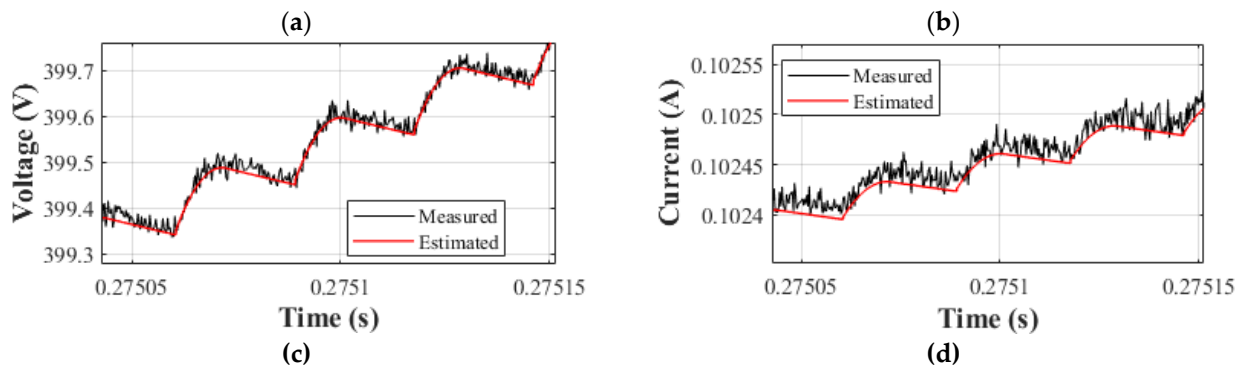 (a)
(b)
Voltage (V)
399.7
399.6
399.5
399.4
399.3
Measured
Estimated
0.27505
0.2751
0.27515
Time (s)
(c)
Current (A)
0.10255
0.1025
0.10245
0.1024
Measured
Estimated
0.27505
0.2751
0.27515
Time (s)
(d)